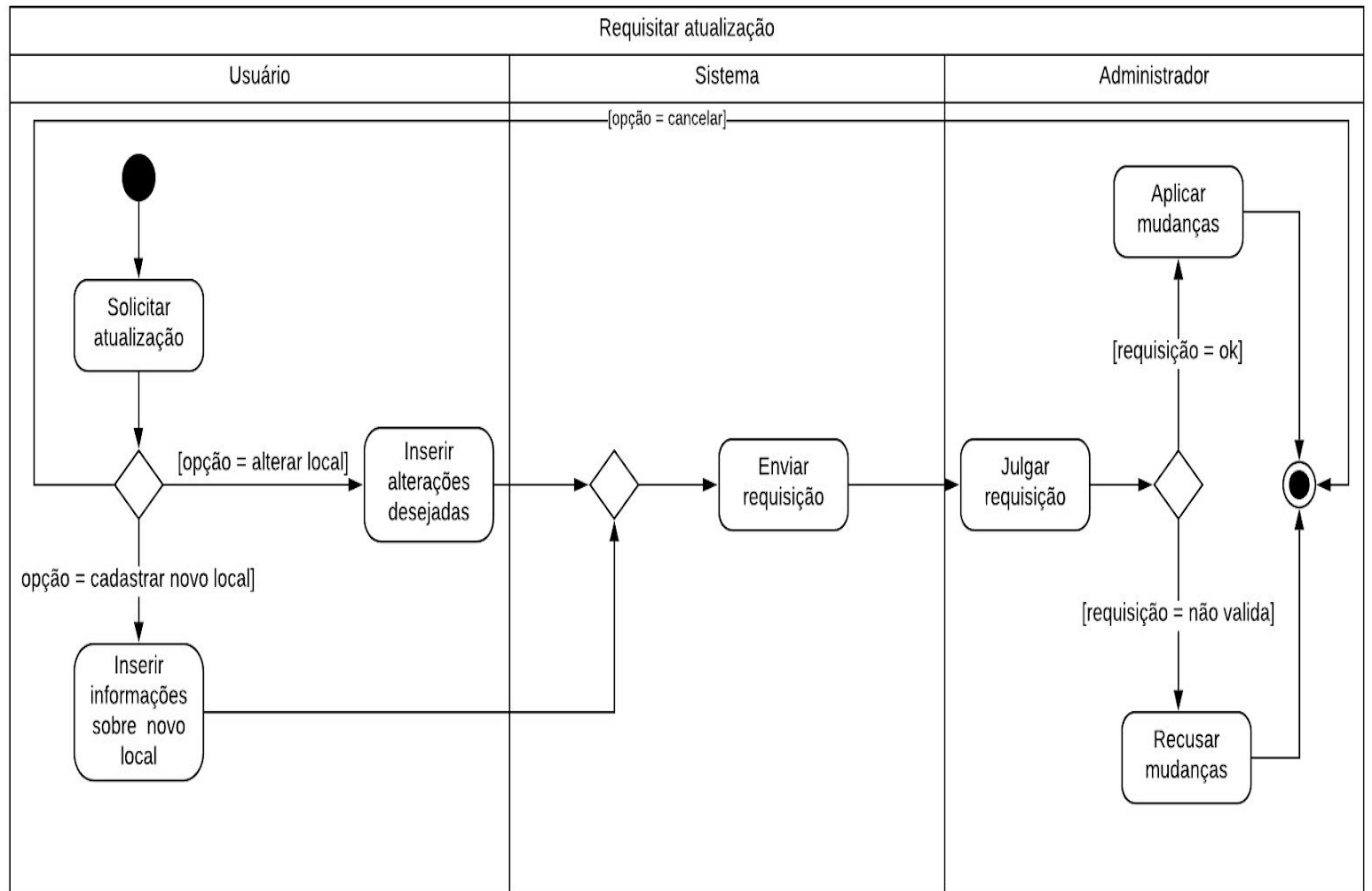 Requisitar atualização
Usuário
Sistema
Administrador
[opção = cancelar]
Aplicar
mudanças
Solicitar
atualização
[requisição = ok]
[opção = alterar local]
Inserir
alterações
desejadas
Enviar
requisição
Julgar
requisição
opção = cadastrar novo local]
[requisição = não valida]
Inserir
informações
sobre novo
local
Recusar
mudanças